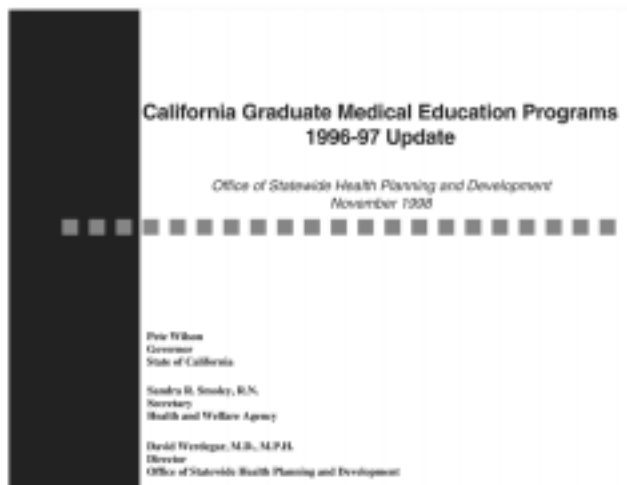 California Graduate Medical Education Programs
1996-97 Update
Office of Statewide Health Planning and Development
November 1998
Pete Wilson
Governor
State of California
Sandra R. Smoley, R.N.
Secretary
Health and Welfare Agency
David Werdegar, M.D., M.P.H.
Director
Office of Statewide Health Planning and Development